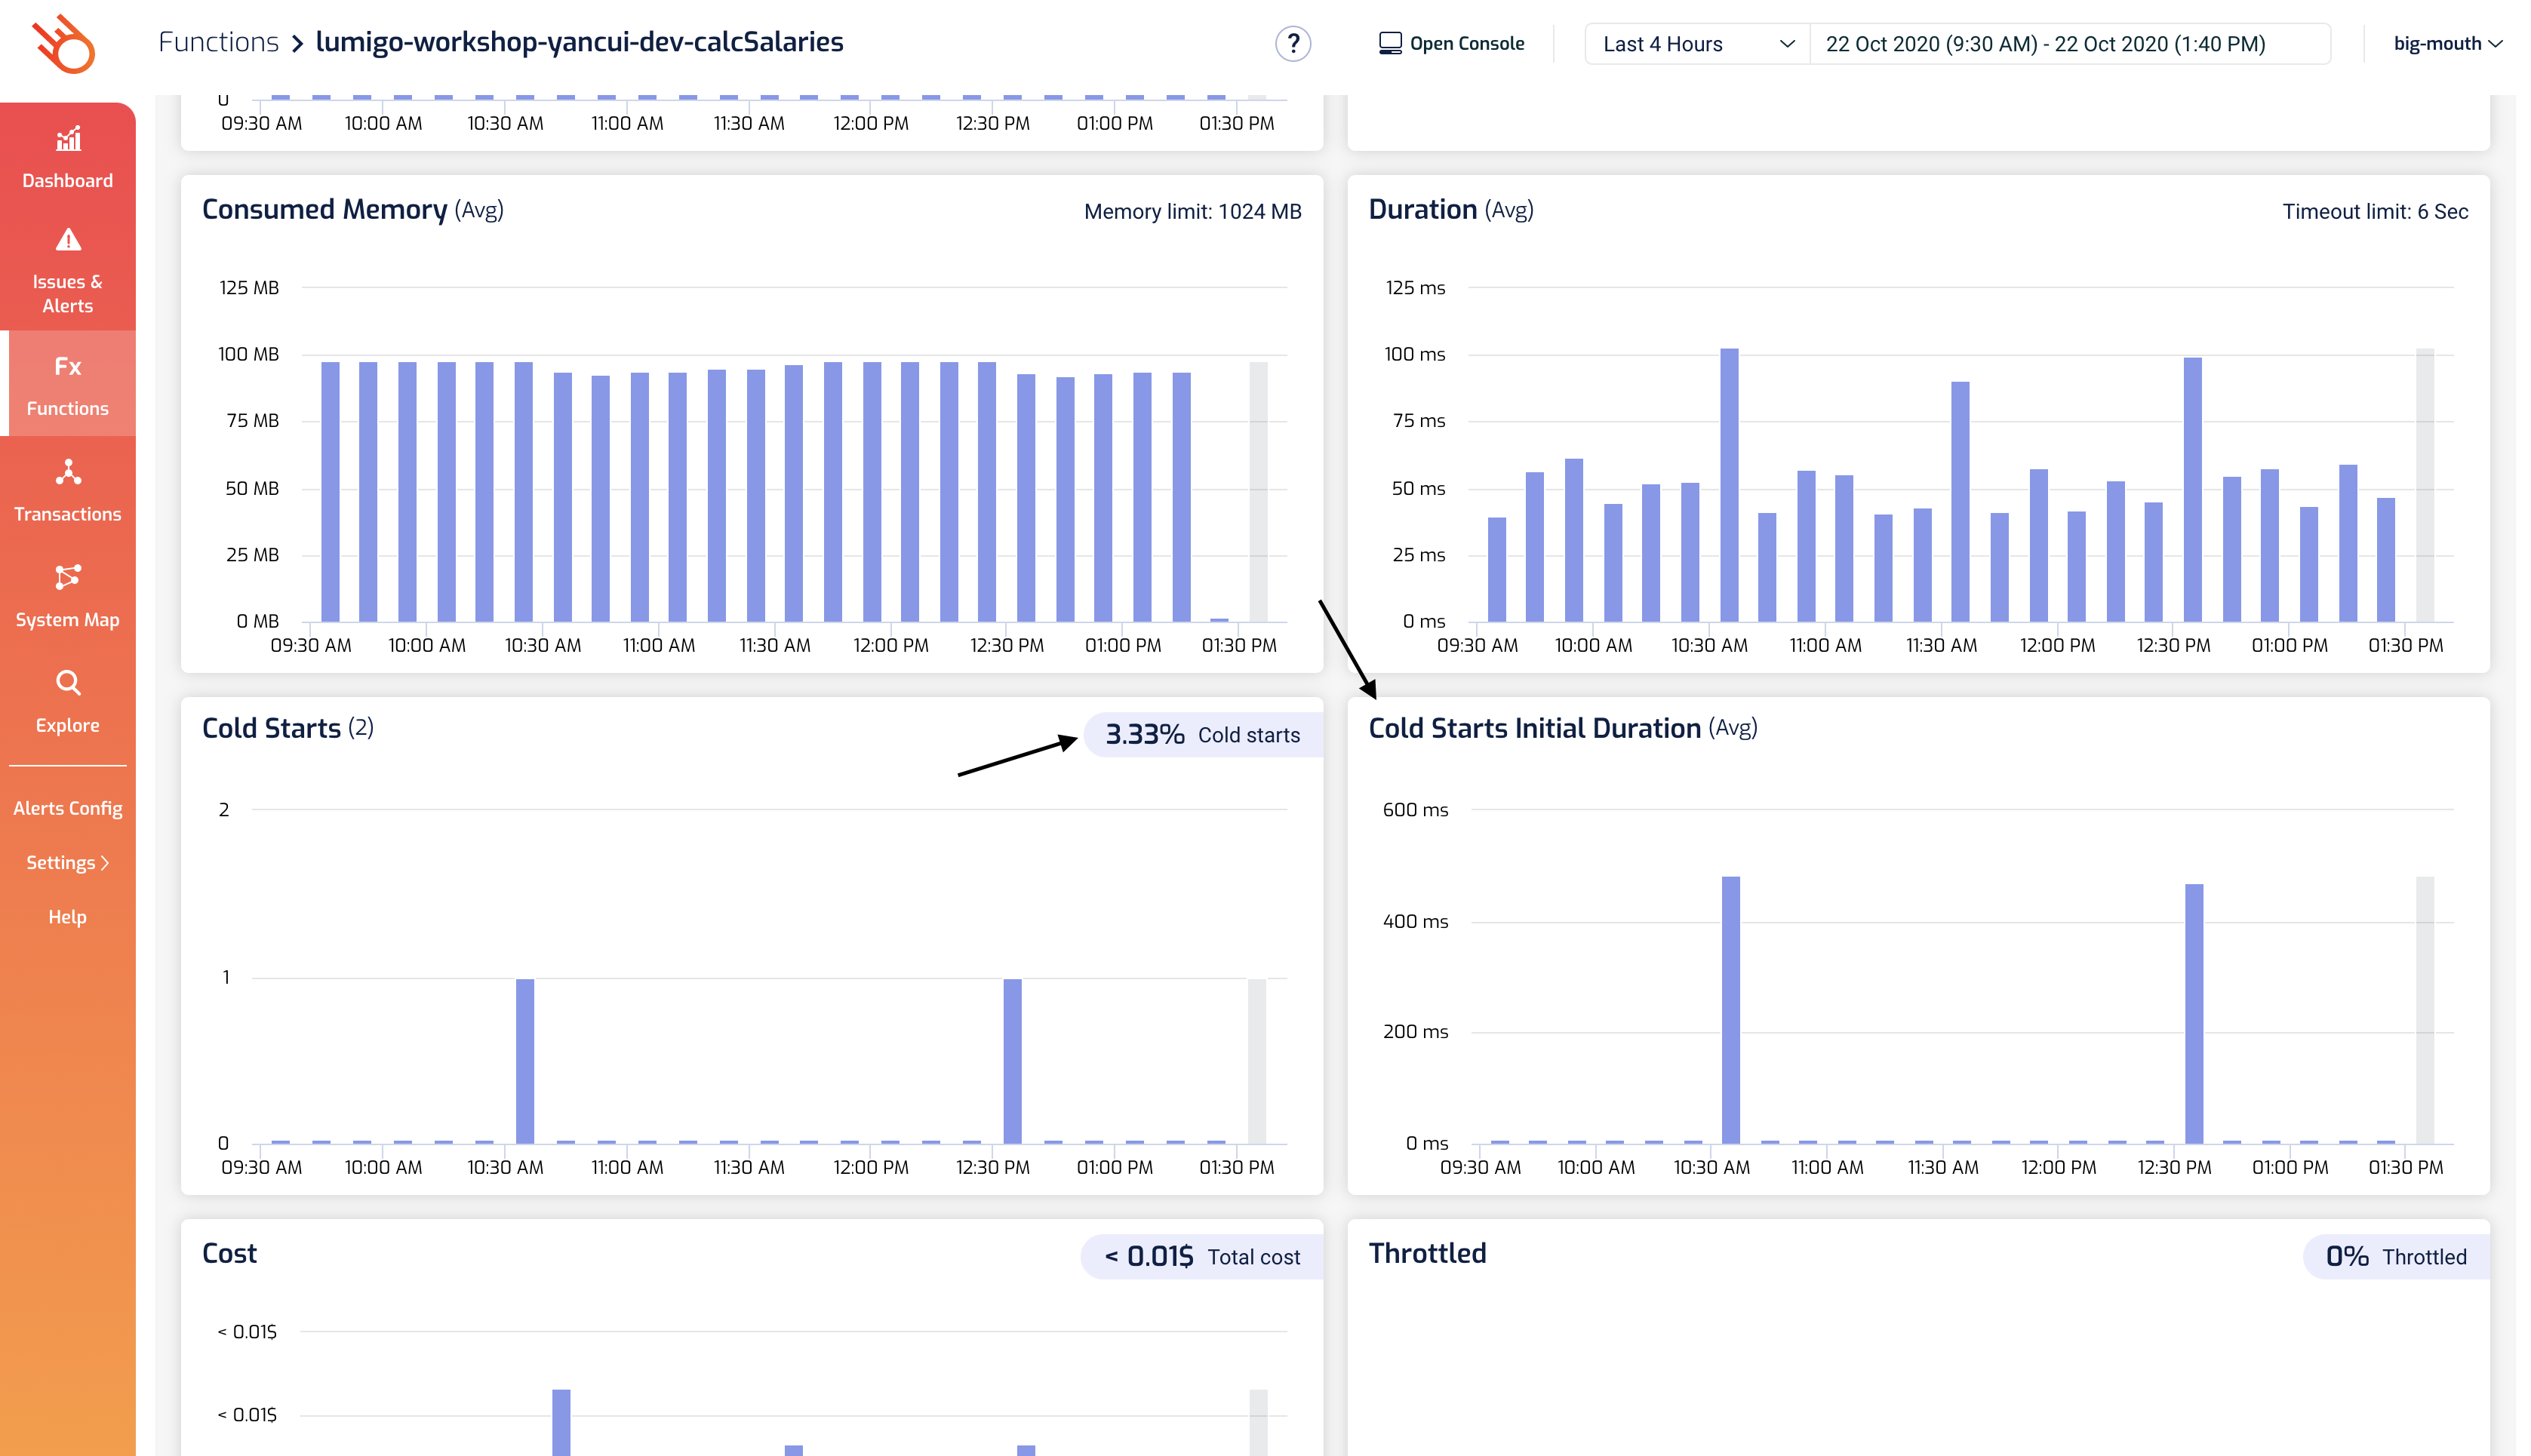 Functions > lumigo-workshop-yancui-dev-calcSalaries
?
Open Console
Last 4 Hours
22 Oct 2020 (9:30 AM) - 22 Oct 2020 (1:40 PM)
big-mouth
Dashboard
Issues &
Alerts
Fx
Functions
Transactions
System Map
Explore
Alerts Config
Settings >
Help
0
09:30 AM 10:00 AM 10:30 AM 11:00 AM 11:30 AM 12:00 PM 12:30 PM 01:00 PM 01:30 PM
Consumed Memory (Avg)
Memory limit: 1024 MB
125 MB
100 MB
75 MB
50 MB
25 MB
0 MB
09:30 AM 10:00 AM 10:30 AM 11:00 AM 11:30 AM 12:00 PM 12:30 PM 01:00 PM 01:30 PM
Duration (Avg)
Timeout limit: 6 Sec
125 ms
100 ms
75 ms
50 ms
25 ms
0 ms
09:30 AM 10:00 AM 10:30 AM 11:00 AM 11:30 AM 12:00 PM 12:30 PM 01:00 PM 01:30 PM
Cold Starts (2)
3.33% Cold starts
2
1
0
09:30 AM 10:00 AM 10:30 AM 11:00 AM 11:30 AM 12:00 PM 12:30 PM 01:00 PM 01:30 PM
Cold Starts Initial Duration (Avg)
600 ms
400 ms
200 ms
0 ms
09:30 AM 10:00 AM 10:30 AM 11:00 AM 11:30 AM 12:00 PM 12:30 PM 01:00 PM 01:30 PM
Cost
< 0.01$ Total cost
< 0.01$
< 0.01$
Throttled
0% Throttled